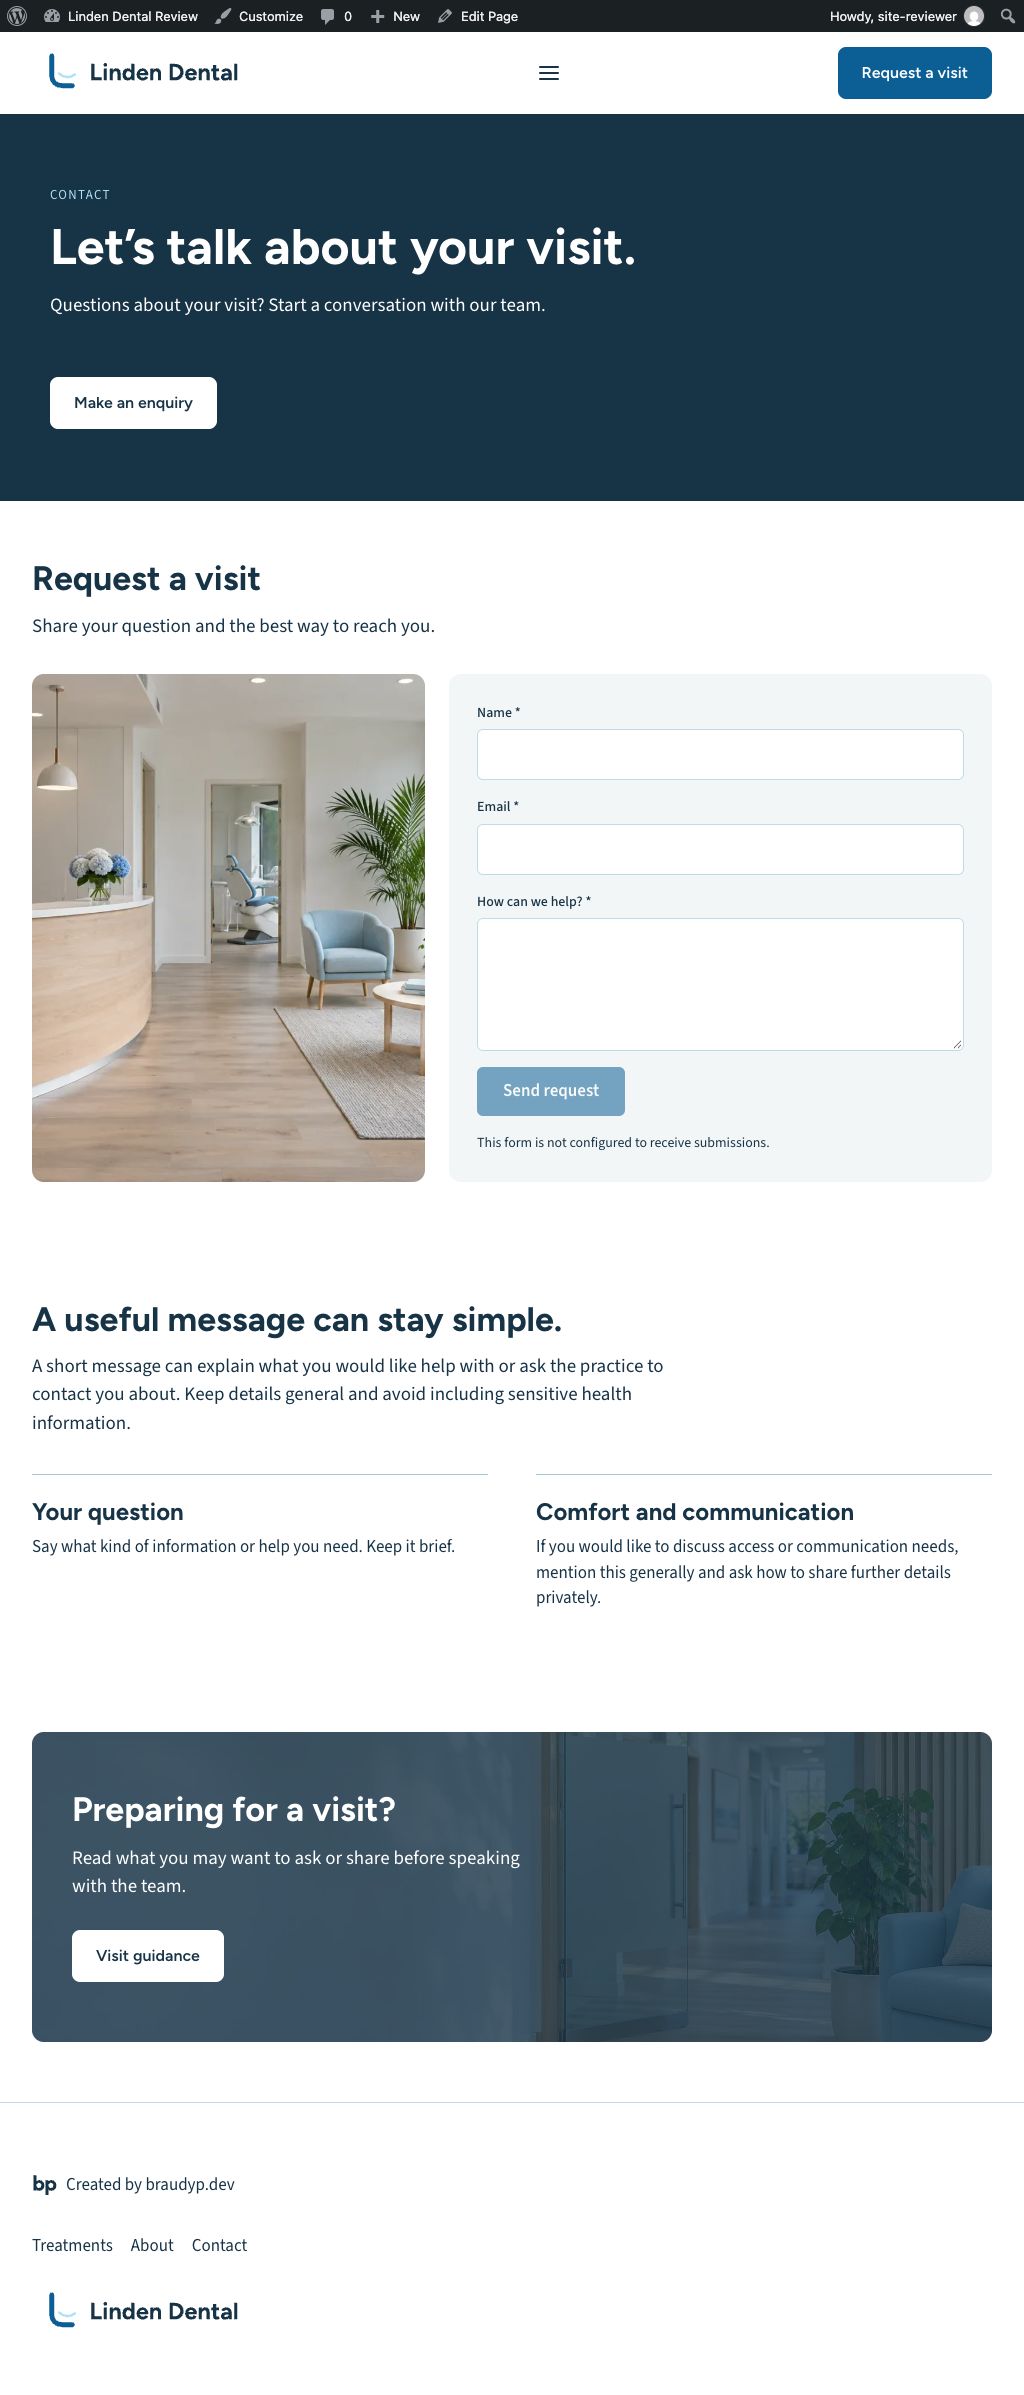 Linden Dental Review Customize 0 New Edit Page Howdy, site-reviewer
Linden Dental
Request a visit
CONTACT
Let’s talk about your visit.
Questions about your visit? Start a conversation with our team.
Make an enquiry
Request a visit
Share your question and the best way to reach you.
Name *
Email *
How can we help? *
Send request
This form is not configured to receive submissions.
A useful message can stay simple.
A short message can explain what you would like help with or ask the practice to
contact you about. Keep details general and avoid including sensitive health
information.
Your question
Say what kind of information or help you need. Keep it brief.
Comfort and communication
If you would like to discuss access or communication needs,
mention this generally and ask how to share further details
privately.
Preparing for a visit?
Read what you may want to ask or share before speaking
with the team.
Visit guidance
bp Created by braudyp.dev
Treatments About Contact
Linden Dental